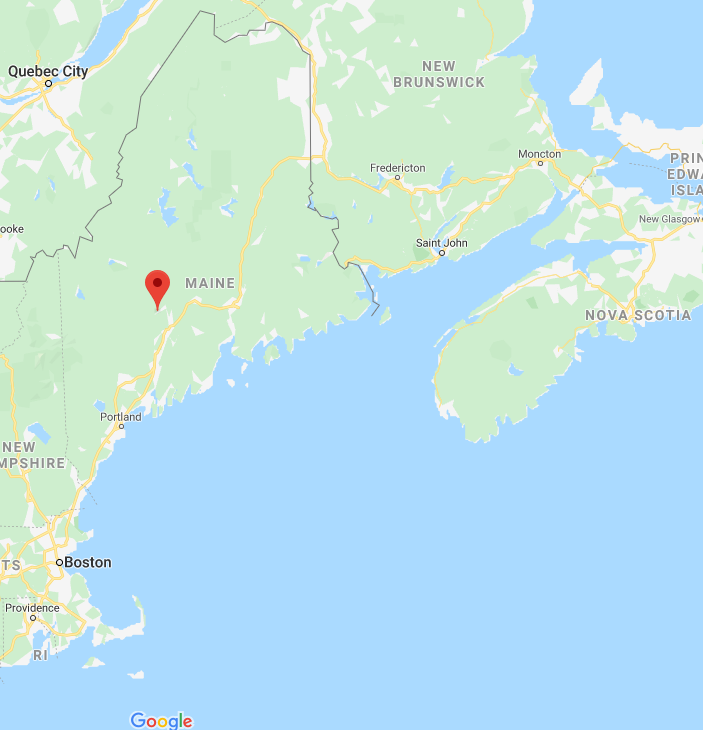 Quebec City
NEW
BRUNSWICK
Moncton
PRIN
EDWA
ISLA
Fredericton
New Glasgow
ooke
Saint John
MAINE
NOVA SCOTIA
Portland
NEW
MPSHIRE
Boston
TS
Providence
RI
Google